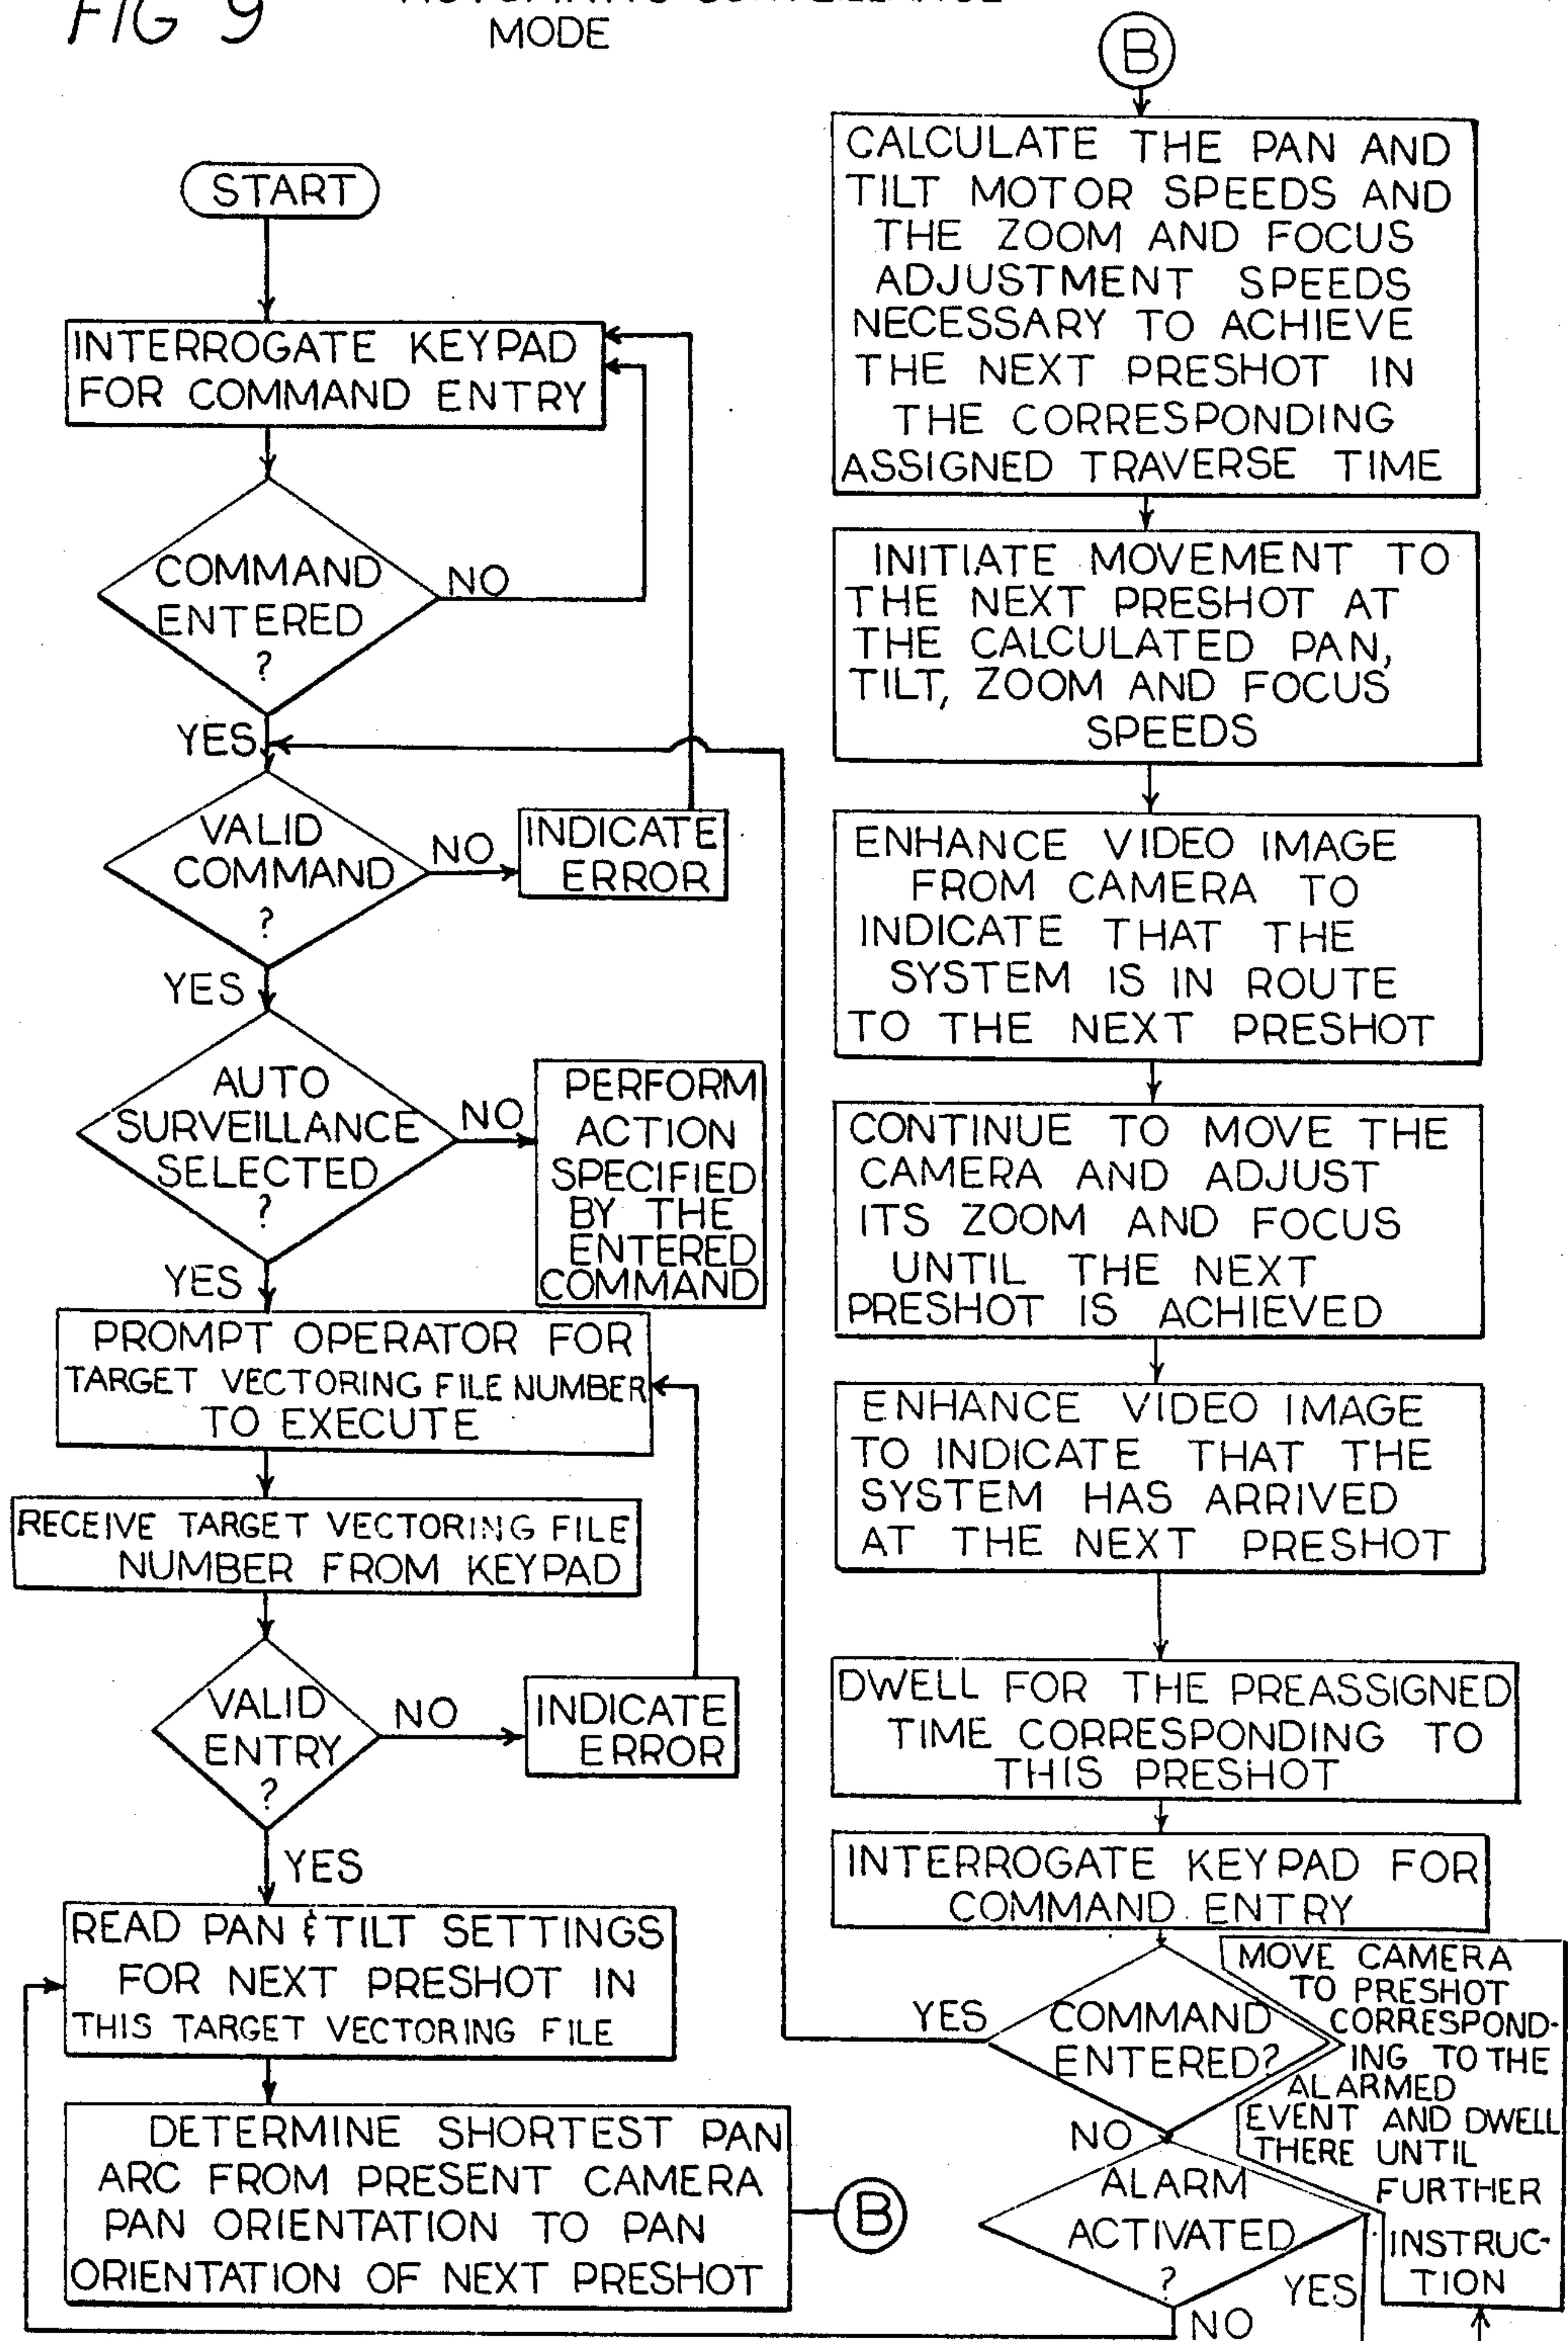 FIG 9
MODE
START
INTERROGATE KEYPAD
FOR COMMAND ENTRY
COMMAND
ENTERED
?
NO
YES
VALID
COMMAND
?
NO
INDICATE
ERROR
YES
AUTO
SURVEILLANCE
SELECTED
?
NO
PERFORM
ACTION
SPECIFIED
BY THE
ENTERED
COMMAND
YES
PROMPT OPERATOR FOR
TARGET VECTORING FILE NUMBER
TO EXECUTE
RECEIVE TARGET VECTORING FILE
NUMBER FROM KEYPAD
VALID
ENTRY
?
NO
INDICATE
ERROR
YES
READ PAN & TILT SETTINGS
FOR NEXT PRESHOT IN
THIS TARGET VECTORING FILE
DETERMINE SHORTEST PAN
ARC FROM PRESENT CAMERA
PAN ORIENTATION TO PAN
ORIENTATION OF NEXT PRESHOT
B
B
CALCULATE THE PAN AND
TILT MOTOR SPEEDS AND
THE ZOOM AND FOCUS
ADJUSTMENT SPEEDS
NECESSARY TO ACHIEVE
THE NEXT PRESHOT IN
THE CORRESPONDING
ASSIGNED TRAVERSE TIME
INITIATE MOVEMENT TO
THE NEXT PRESHOT AT
THE CALCULATED PAN,
TILT, ZOOM AND FOCUS
SPEEDS
ENHANCE VIDEO IMAGE
FROM CAMERA TO
INDICATE THAT THE
SYSTEM IS IN ROUTE
TO THE NEXT PRESHOT
CONTINUE TO MOVE THE
CAMERA AND ADJUST
ITS ZOOM AND FOCUS
UNTIL THE NEXT
PRESHOT IS ACHIEVED
ENHANCE VIDEO IMAGE
TO INDICATE THAT THE
SYSTEM HAS ARRIVED
AT THE NEXT PRESHOT
DWELL FOR THE PREASSIGNED
TIME CORRESPONDING TO
THIS PRESHOT
INTERROGATE KEYPAD FOR
COMMAND ENTRY
YES
COMMAND
ENTERED?
NO
ALARM
ACTIVATED
?
YES
NO
MOVE CAMERA
TO PRESHOT
CORRESPOND-
ING TO THE
ALARMED
EVENT AND DWELL
THERE UNTIL
FURTHER
INSTRUC-
TION